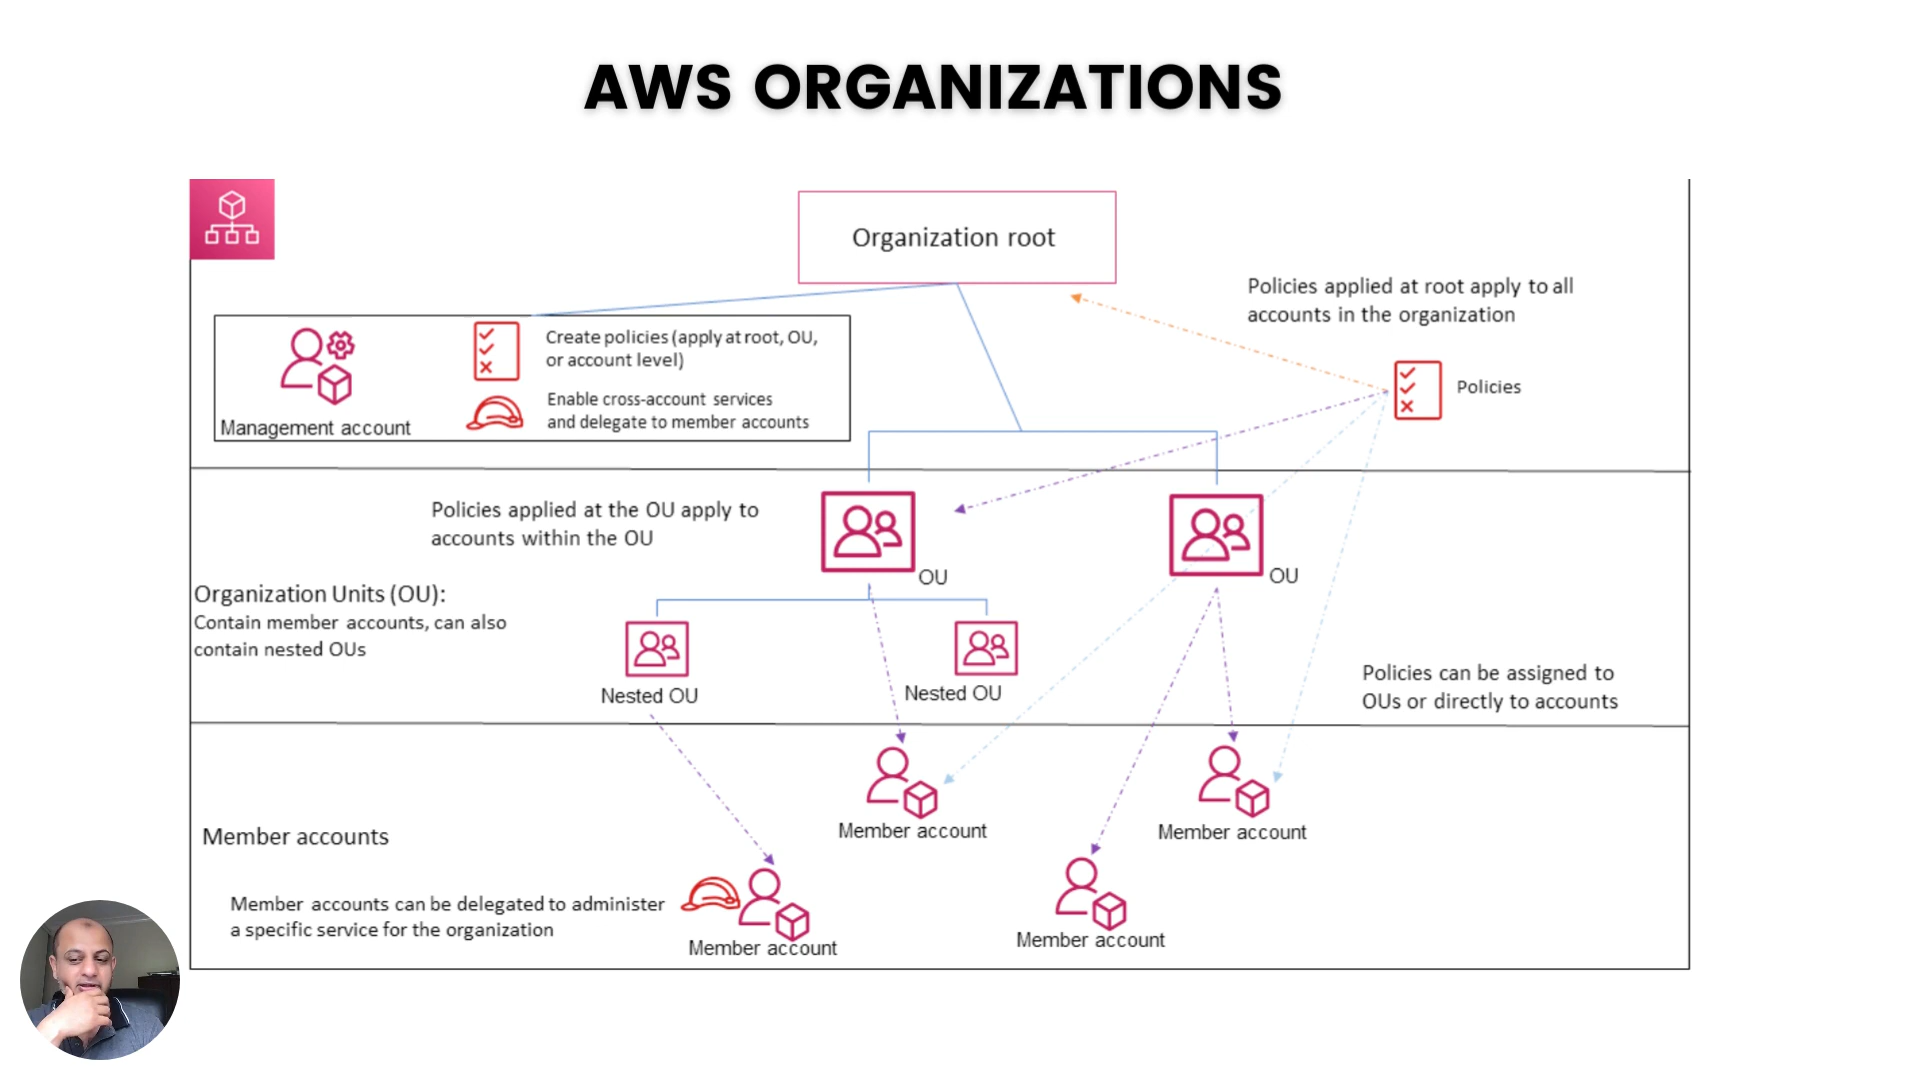 AWS ORGANIZATIONS
Organization root
Policies applied at root apply to all
accounts in the organization
Create policies (apply at root, OU,
or account level)
Enable cross-account services
and delegate to member accounts
Management account
Policies
Policies applied at the OU apply to
accounts within the OU
OU
OU
Organization Units (OU):
Contain member accounts, can also
contain nested OUs
Nested OU
Nested OU
Policies can be assigned to
OUs or directly to accounts
Member account
Member account
Member accounts
Member accounts can be delegated to administer
a specific service for the organization
Member account
Member account